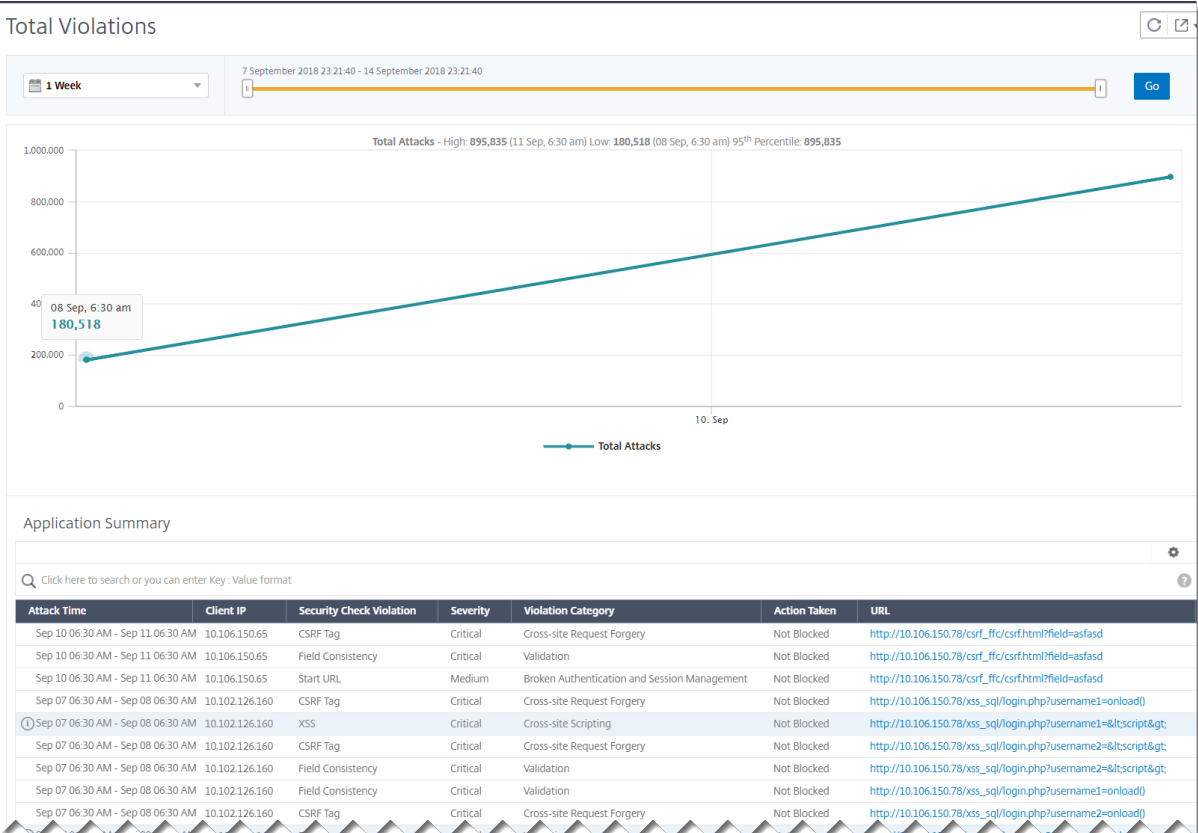 Total Violations
1 Week
7 September 2018 23:21:40 - 14 September 2018 23:21:40
Go
Total Attacks - High: 895,835 (11 Sep, 6:30 am) Low: 180,518 (08 Sep, 6:30 am) 95th Percentile: 895,835
1,000,000
800,000
600,000
40
08 Sep, 6:30 am
180,518
200,000
0
10. Sep
Total Attacks
Application Summary
Click here to search or you can enter Key : Value format
?
Attack Time Client IP Security Check Violation Severity Violation Category Action Taken URL
Sep 10 06:30 AM - Sep 11 06:30 AM 10.106.150.65 CSRF Tag Critical Cross-site Request Forgery Not Blocked http://10.106.150.78/csrf_ffc/csrf.html?field=asfasd
Sep 10 06:30 AM - Sep 11 06:30 AM 10.106.150.65 Field Consistency Critical Validation Not Blocked http://10.106.150.78/csrf_ffc/csrf.html?field=asfasd
Sep 10 06:30 AM - Sep 11 06:30 AM 10.106.150.65 Start URL Medium Broken Authentication and Session Management Not Blocked http://10.106.150.78/csrf_ffc/csrf.html?field=asfasd
Sep 07 06:30 AM - Sep 08 06:30 AM 10.102.126.160 CSRF Tag Critical Cross-site Request Forgery Not Blocked http://10.106.150.78/xss_sql/login.php?username1=onload()
Sep 07 06:30 AM - Sep 08 06:30 AM 10.102.126.160 XSS Critical Cross-site Scripting Not Blocked http://10.106.150.78/xss_sql/login.php?username1=&lt;script&gt;
Sep 07 06:30 AM - Sep 08 06:30 AM 10.102.126.160 CSRF Tag Critical Cross-site Request Forgery Not Blocked http://10.106.150.78/xss_sql/login.php?username2=&lt;script&gt;
Sep 07 06:30 AM - Sep 08 06:30 AM 10.102.126.160 Field Consistency Critical Validation Not Blocked http://10.106.150.78/xss_sql/login.php?username2=&lt;script&gt;
Sep 07 06:30 AM - Sep 08 06:30 AM 10.102.126.160 Field Consistency Critical Validation Not Blocked http://10.106.150.78/xss_sql/login.php?username1=onload()
Sep 07 06:30 AM - Sep 08 06:30 AM 10.102.126.160 CSRF Tag Critical Cross-site Request Forgery Not Blocked http://10.106.150.78/xss_sql/login.php?username2=onload()